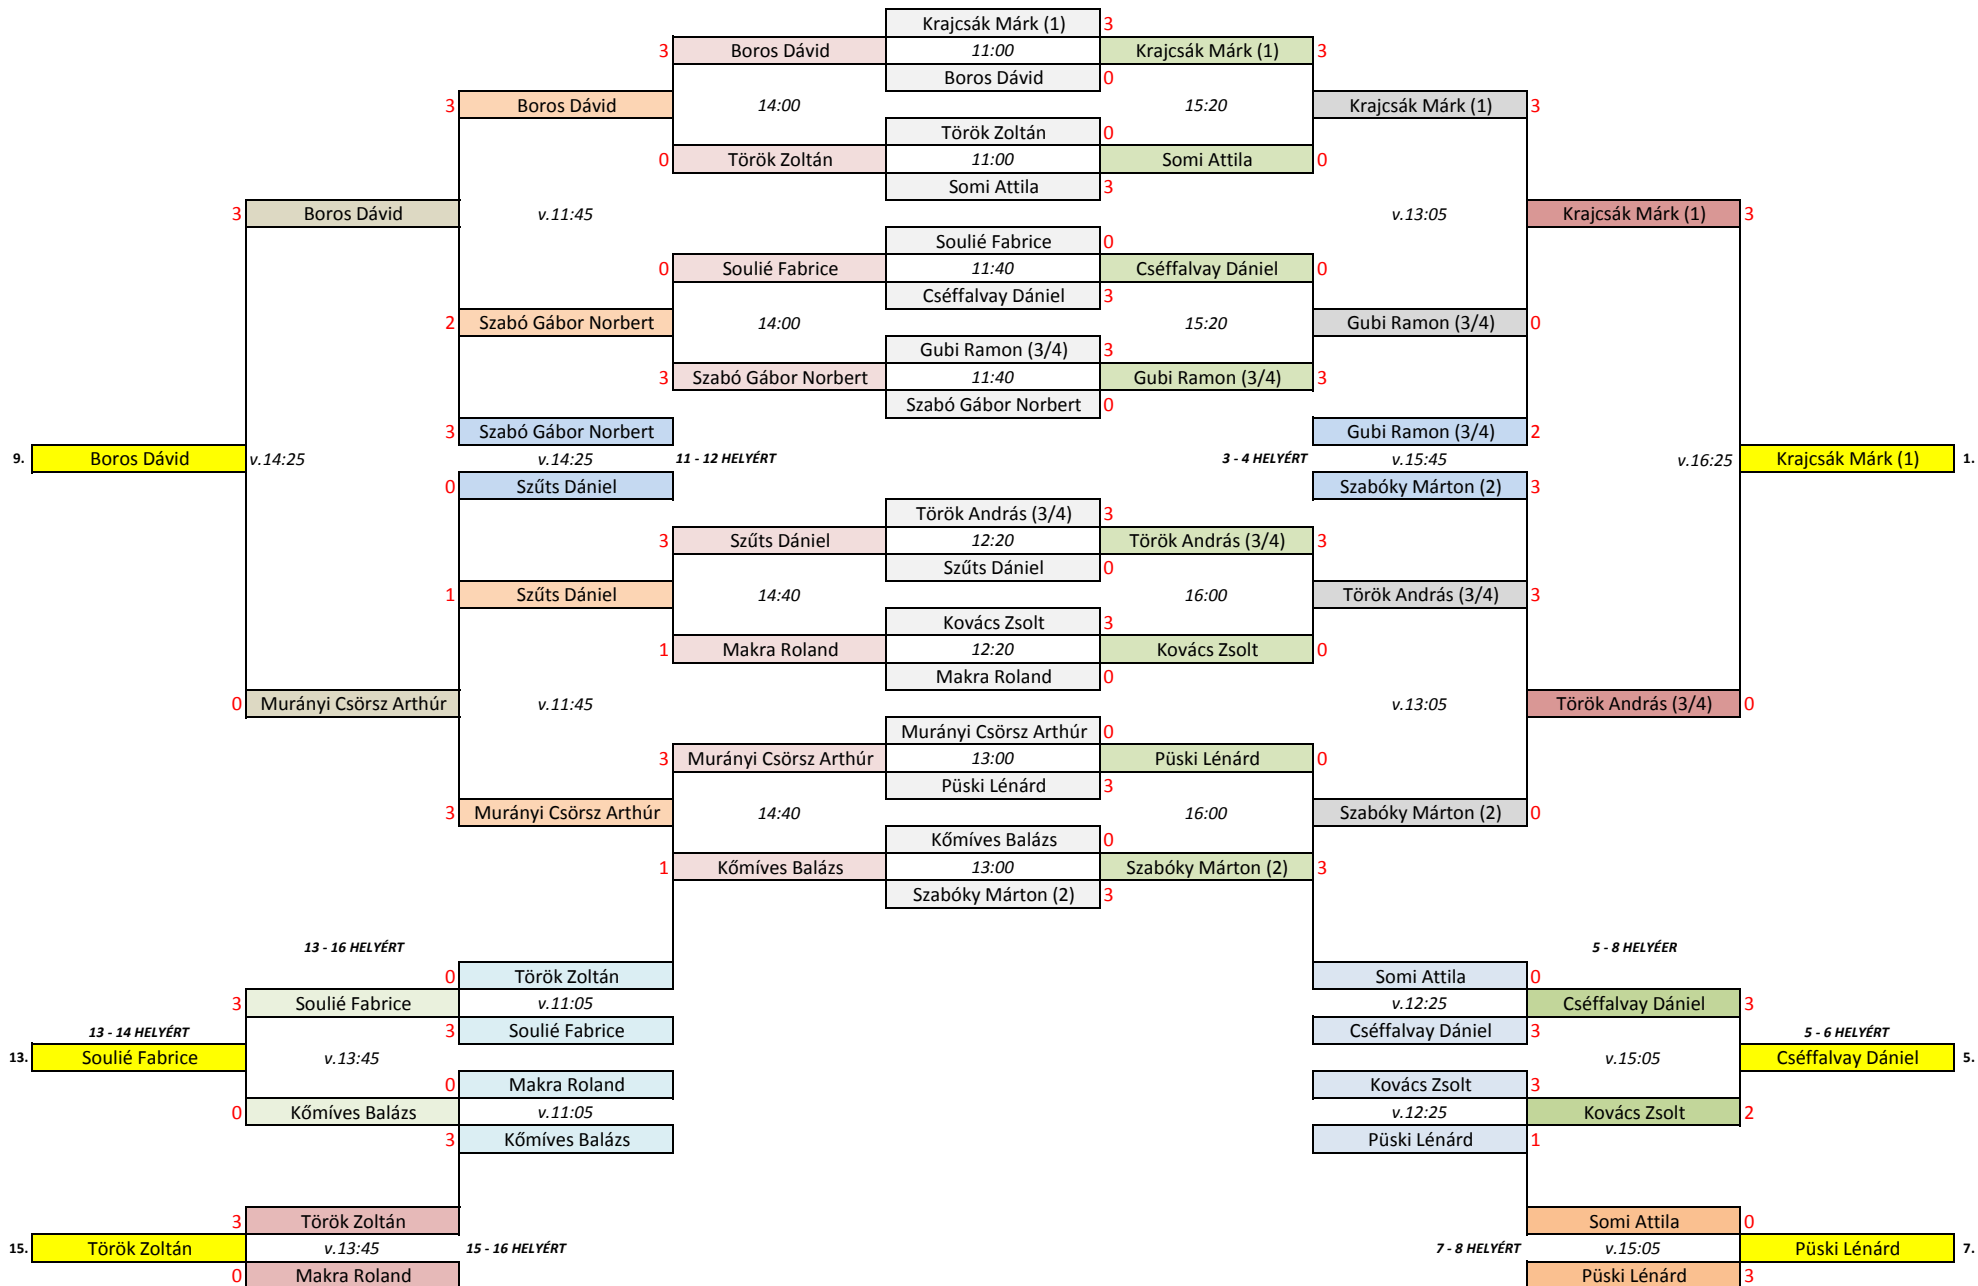 Krajcsák Márk (1) 3
3 Boros Dávid 11:00 Krajcsák Márk (1) 3
Boros Dávid 0
3 Boros Dávid 14:00 15:20 Krajcsák Márk (1) 3
Török Zoltán 0
0 Török Zoltán 11:00 Somi Attila 0
Somi Attila 3
3 Boros Dávid v.11:45 v.13:05 Krajcsák Márk (1) 3
Soulié Fabrice 0
0 Soulié Fabrice 11:40 Cséffalvay Dániel 0
Cséffalvay Dániel 3
2 Szabó Gábor Norbert 14:00 15:20 Gubi Ramon (3/4) 0
Gubi Ramon (3/4) 3
3 Szabó Gábor Norbert 11:40 Gubi Ramon (3/4) 3
Szabó Gábor Norbert 0
3 Szabó Gábor Norbert Gubi Ramon (3/4) 2
9. Boros Dávid v.14:25 v.14:25 11 - 12 HELYÉRT 3 - 4 HELYÉRT v.15:45 v.16:25 Krajcsák Márk (1) 1.
0 Szűts Dániel Szabóky Márton (2) 3
Török András (3/4) 3
3 Szűts Dániel 12:20 Török András (3/4) 3
Szűts Dániel 0
1 Szűts Dániel 14:40 16:00 Török András (3/4) 3
Kovács Zsolt 3
1 Makra Roland 12:20 Kovács Zsolt 0
Makra Roland 0
0 Murányi Csörsz Arthúr v.11:45 v.13:05 Török András (3/4) 0
Murányi Csörsz Arthúr 0
3 Murányi Csörsz Arthúr 13:00 Püski Lénárd 0
Püski Lénárd 3
3 Murányi Csörsz Arthúr 14:40 16:00 Szabóky Márton (2) 0
Kőmíves Balázs 0
1 Kőmíves Balázs 13:00 Szabóky Márton (2) 3
Szabóky Márton (2) 3
13 - 16 HELYÉRT 5 - 8 HELYÉER
0 Török Zoltán Somi Attila 0
3 Soulié Fabrice v.11:05 v.12:25 Cséffalvay Dániel 3
13 - 14 HELYÉRT 3 Soulié Fabrice Cséffalvay Dániel 3 5 - 6 HELYÉRT
13. Soulié Fabrice v.13:45 v.15:05 Cséffalvay Dániel 5.
0 Makra Roland Kovács Zsolt 3
0 Kőmíves Balázs v.11:05 v.12:25 Kovács Zsolt 2
3 Kőmíves Balázs Püski Lénárd 1
3 Török Zoltán Somi Attila 0
15. Török Zoltán v.13:45 15 - 16 HELYÉRT 7 - 8 HELYÉRT v.15:05 Püski Lénárd 7.
0 Makra Roland Püski Lénárd 3